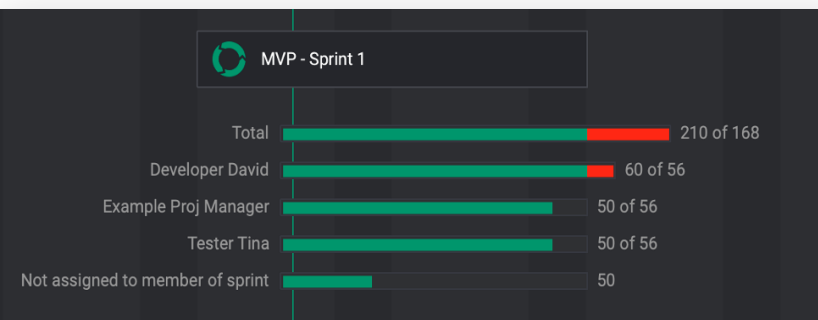 MVP - Sprint 1
Total 210 of 168
Developer David 60 of 56
Example Proj Manager 50 of 56
Tester Tina 50 of 56
Not assigned to member of sprint 50